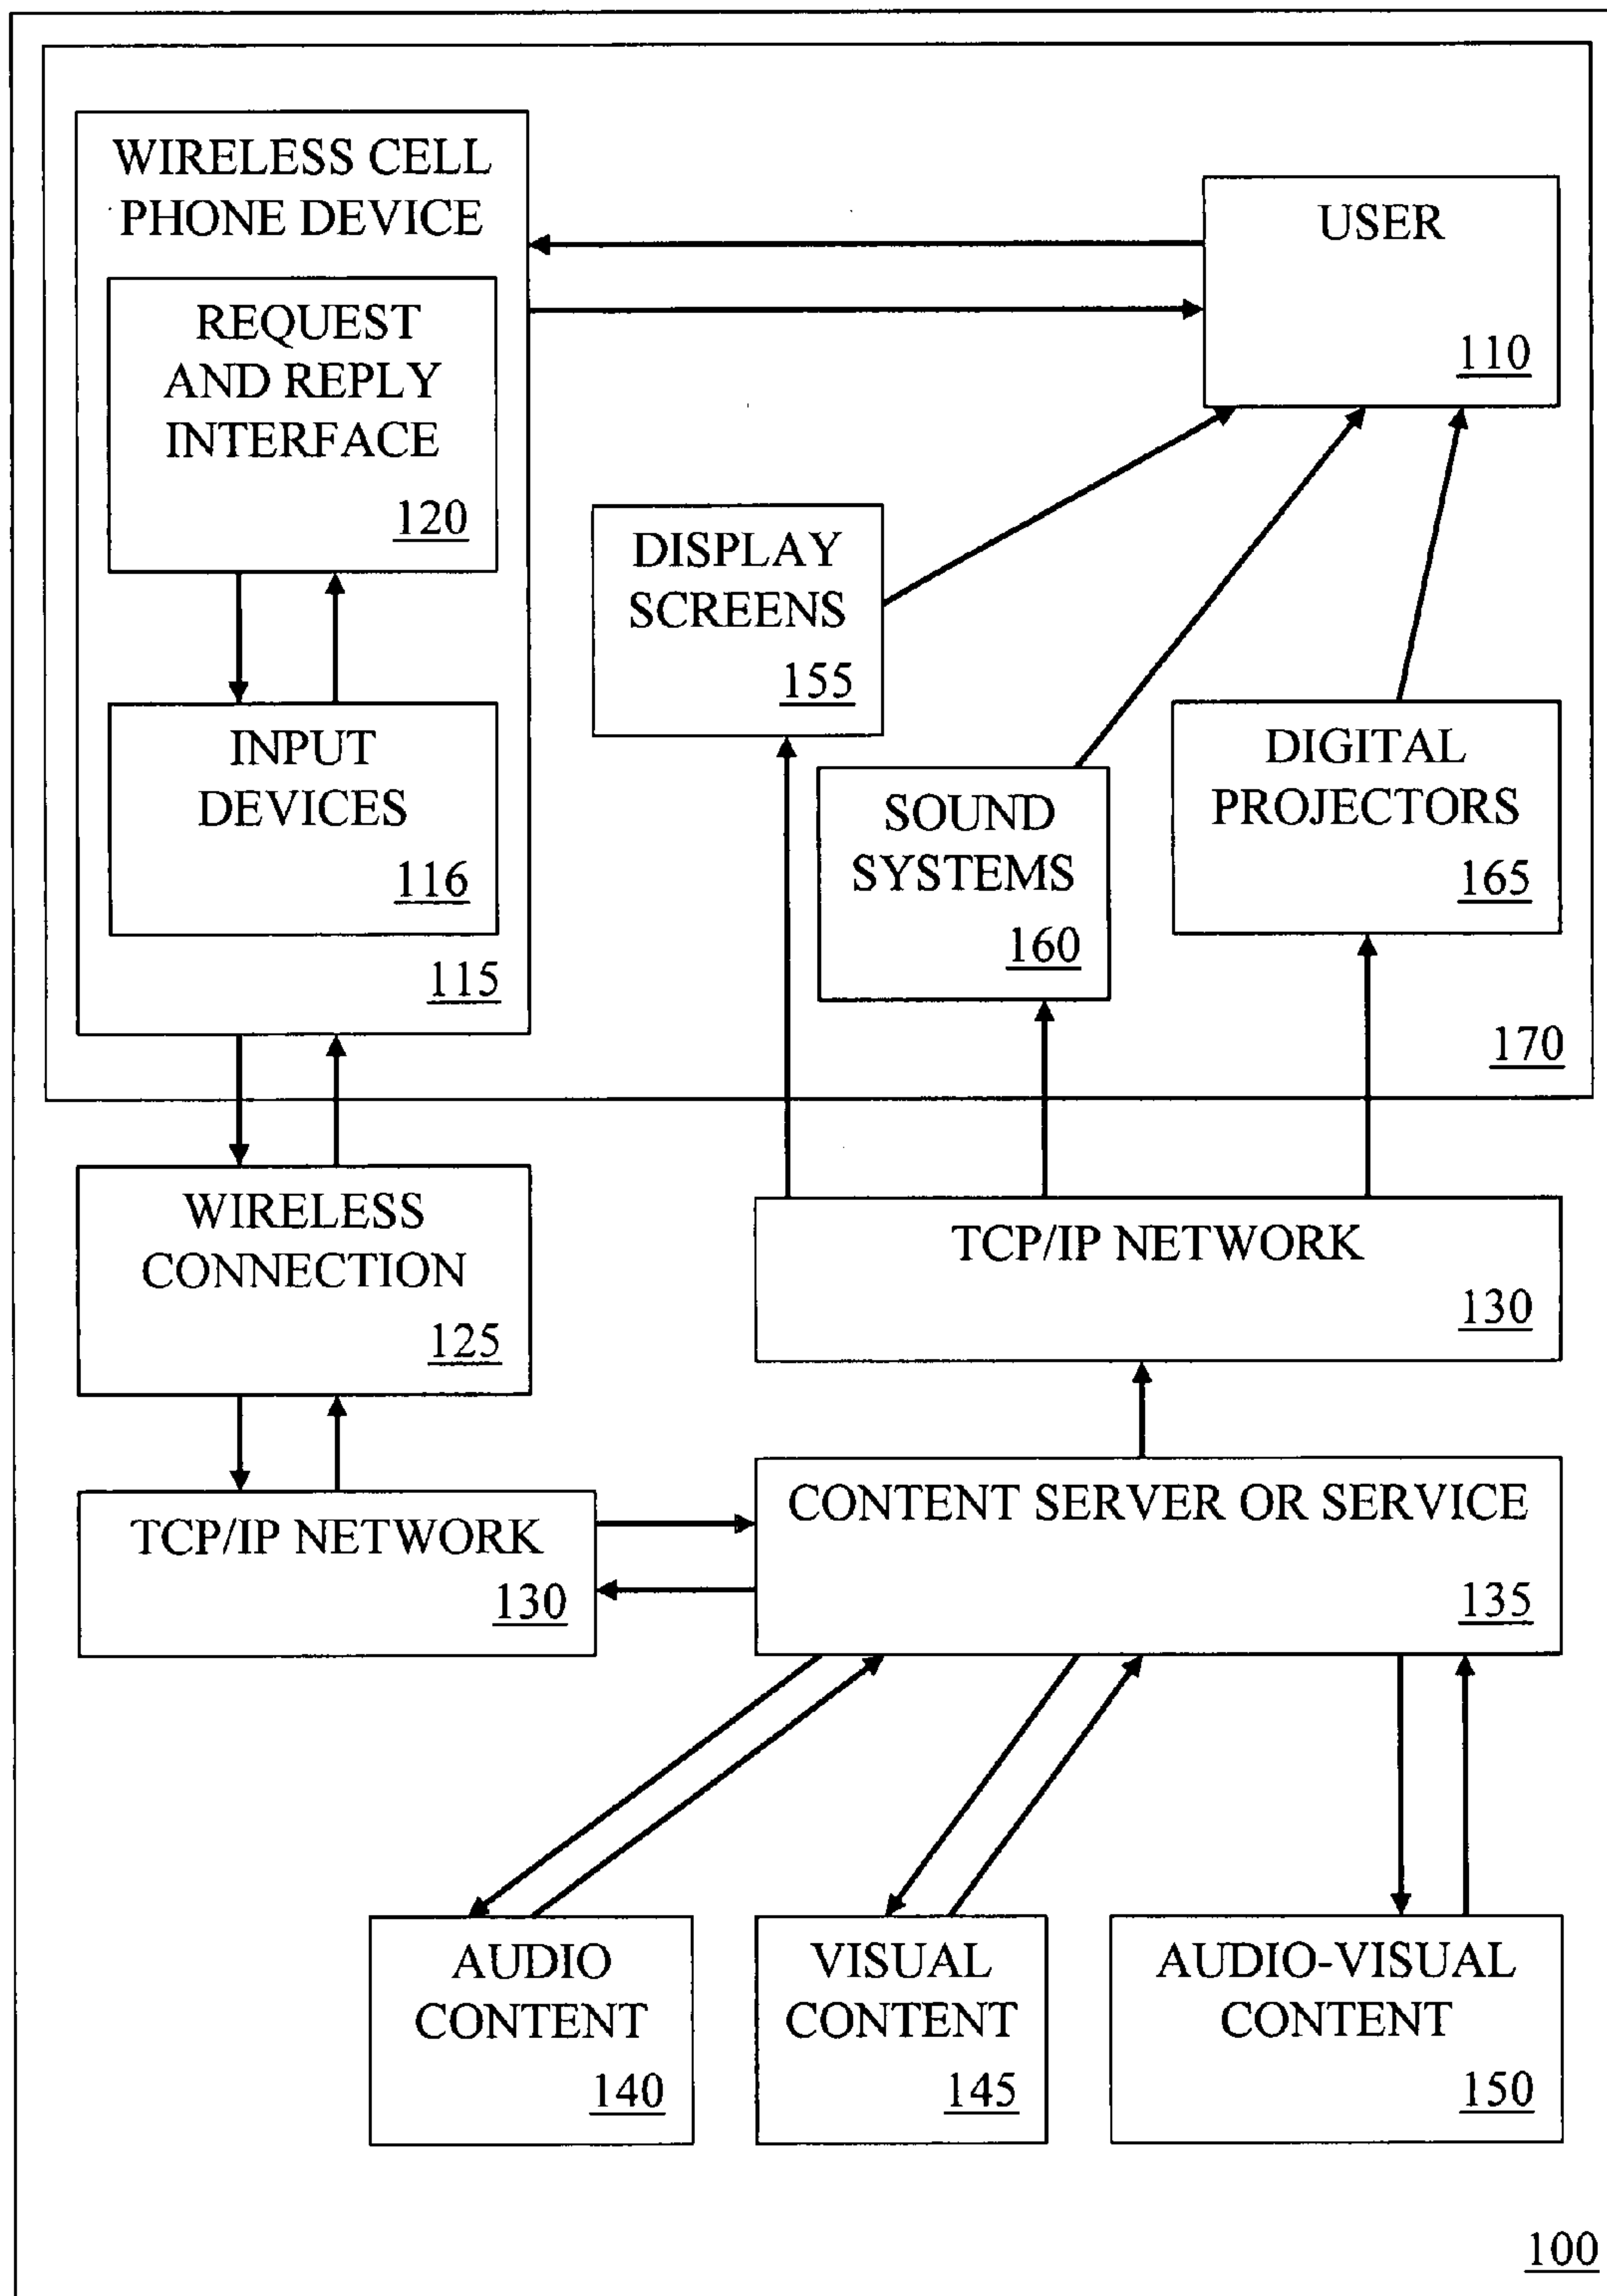 WIRELESS CELL
PHONE DEVICE
REQUEST
AND REPLY
INTERFACE
120
INPUT
DEVICES
116
115
USER
110
DISPLAY
SCREENS
155
SOUND
SYSTEMS
160
DIGITAL
PROJECTORS
165
170
WIRELESS
CONNECTION
125
TCP/IP NETWORK
130
TCP/IP NETWORK
130
CONTENT SERVER OR SERVICE
135
AUDIO
CONTENT
140
VISUAL
CONTENT
145
AUDIO-VISUAL
CONTENT
150
100